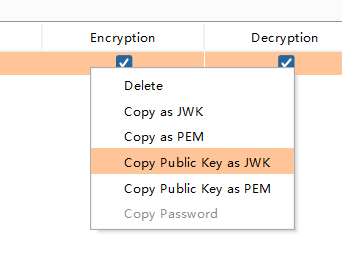 Encryption
Decryption
Delete
Copy as JWK
Copy as PEM
Copy Public Key as JWK
Copy Public Key as PEM
Copy Password